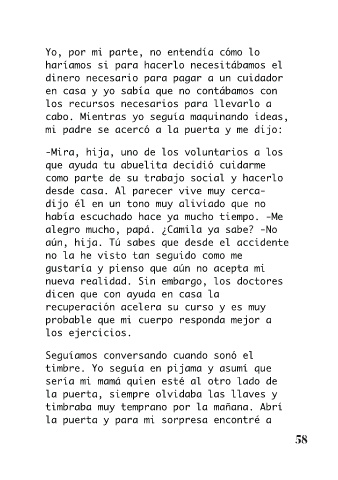 Yo, por mi parte, no entendía cómo lo
haríamos si para hacerlo necesitábamos el
dinero necesario para pagar a un cuidador
en casa y yo sabía que no contábamos con
los recursos necesarios para llevarlo a
cabo. Mientras yo seguía maquinando ideas,
mi padre se acercó a la puerta y me dijo:
-Mira, hija, uno de los voluntarios a los
que ayuda tu abuelita decidió cuidarme
como parte de su trabajo social y hacerlo
desde casa. Al parecer vive muy cerca-
dijo él en un tono muy aliviado que no
había escuchado hace ya mucho tiempo. -Me
alegro mucho, papá. ¿Camila ya sabe? -No
aún, hija. Tú sabes que desde el accidente
no la he visto tan seguido como me
gustaría y pienso que aún no acepta mi
nueva realidad. Sin embargo, los doctores
dicen que con ayuda en casa la
recuperación acelera su curso y es muy
probable que mi cuerpo responda mejor a
los ejercicios.
Seguíamos conversando cuando sonó el
timbre. Yo seguía en pijama y asumí que
sería mi mamá quien esté al otro lado de
la puerta, siempre olvidaba las llaves y
timbraba muy temprano por la mañana. Abrí
la puerta y para mi sorpresa encontré a
58